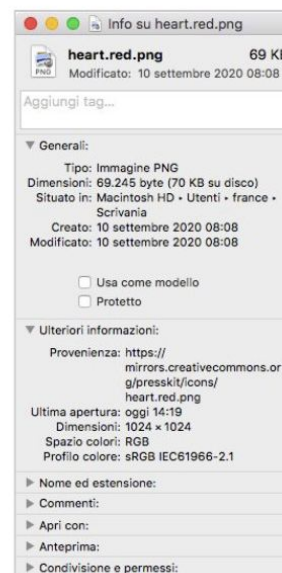 Info su heart.red.png
PNG
heart.red.png 69 K
Modificato: 10 settembre 2020 08:08
Aggiungi tag...
Generali:
Tipo: Immagine PNG
Dimensioni: 69.245 byte (70 KB su disco)
Situato in: Macintosh HD • Utenti • france •
Scrivania
Creato: 10 settembre 2020 08:08
Modificato: 10 settembre 2020 08:08
Usa come modello
Protetto
Ulteriori informazioni:
Provenienza: https://
mirrors.creativecommons.or
g/presskit/icons/
heart.red.png
Ultima apertura: oggi 14:19
Dimensioni: 1024 × 1024
Spazio colori: RGB
Profilo colore: sRGB IEC61966-2.1
Nome ed estensione:
Commenti:
Apri con:
Anteprima:
Condivisione e permessi: